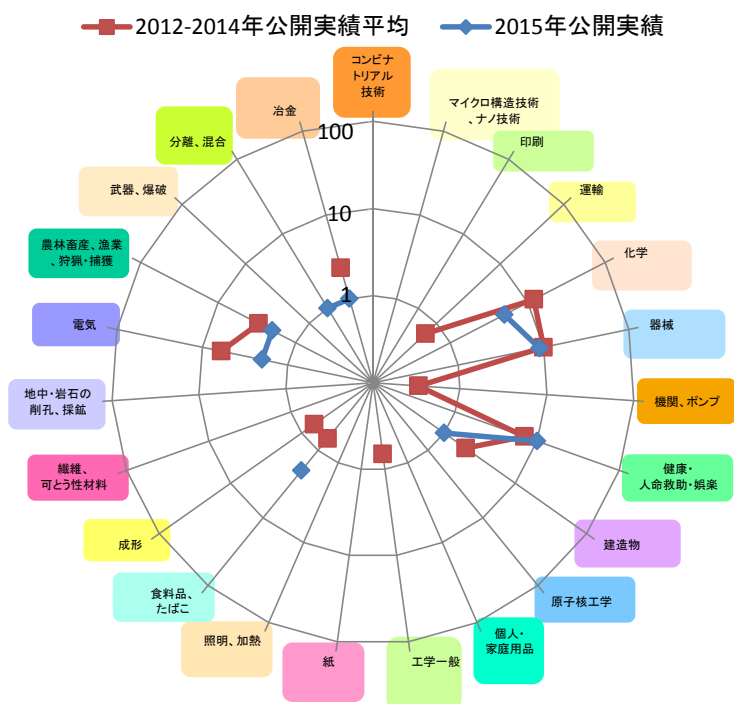 2012-2014年公開実績平均
2015年公開実績
コンビナ
トリアル
技術
マイクロ構造技術
、ナノ技術
印刷
運輸
化学
器械
機関、ポンプ
健康・
人命救助・娯楽
建造物
原子核工学
個人・
家庭用品
工学一般
紙
照明、加熱
食料品、
たばこ
成形
繊維、
可とう性材料
地中・岩石の
削孔、採鉱
電気
農林畜産、漁業
、狩猟・捕獲
武器、爆破
分離、混合
冶金
100
10
1